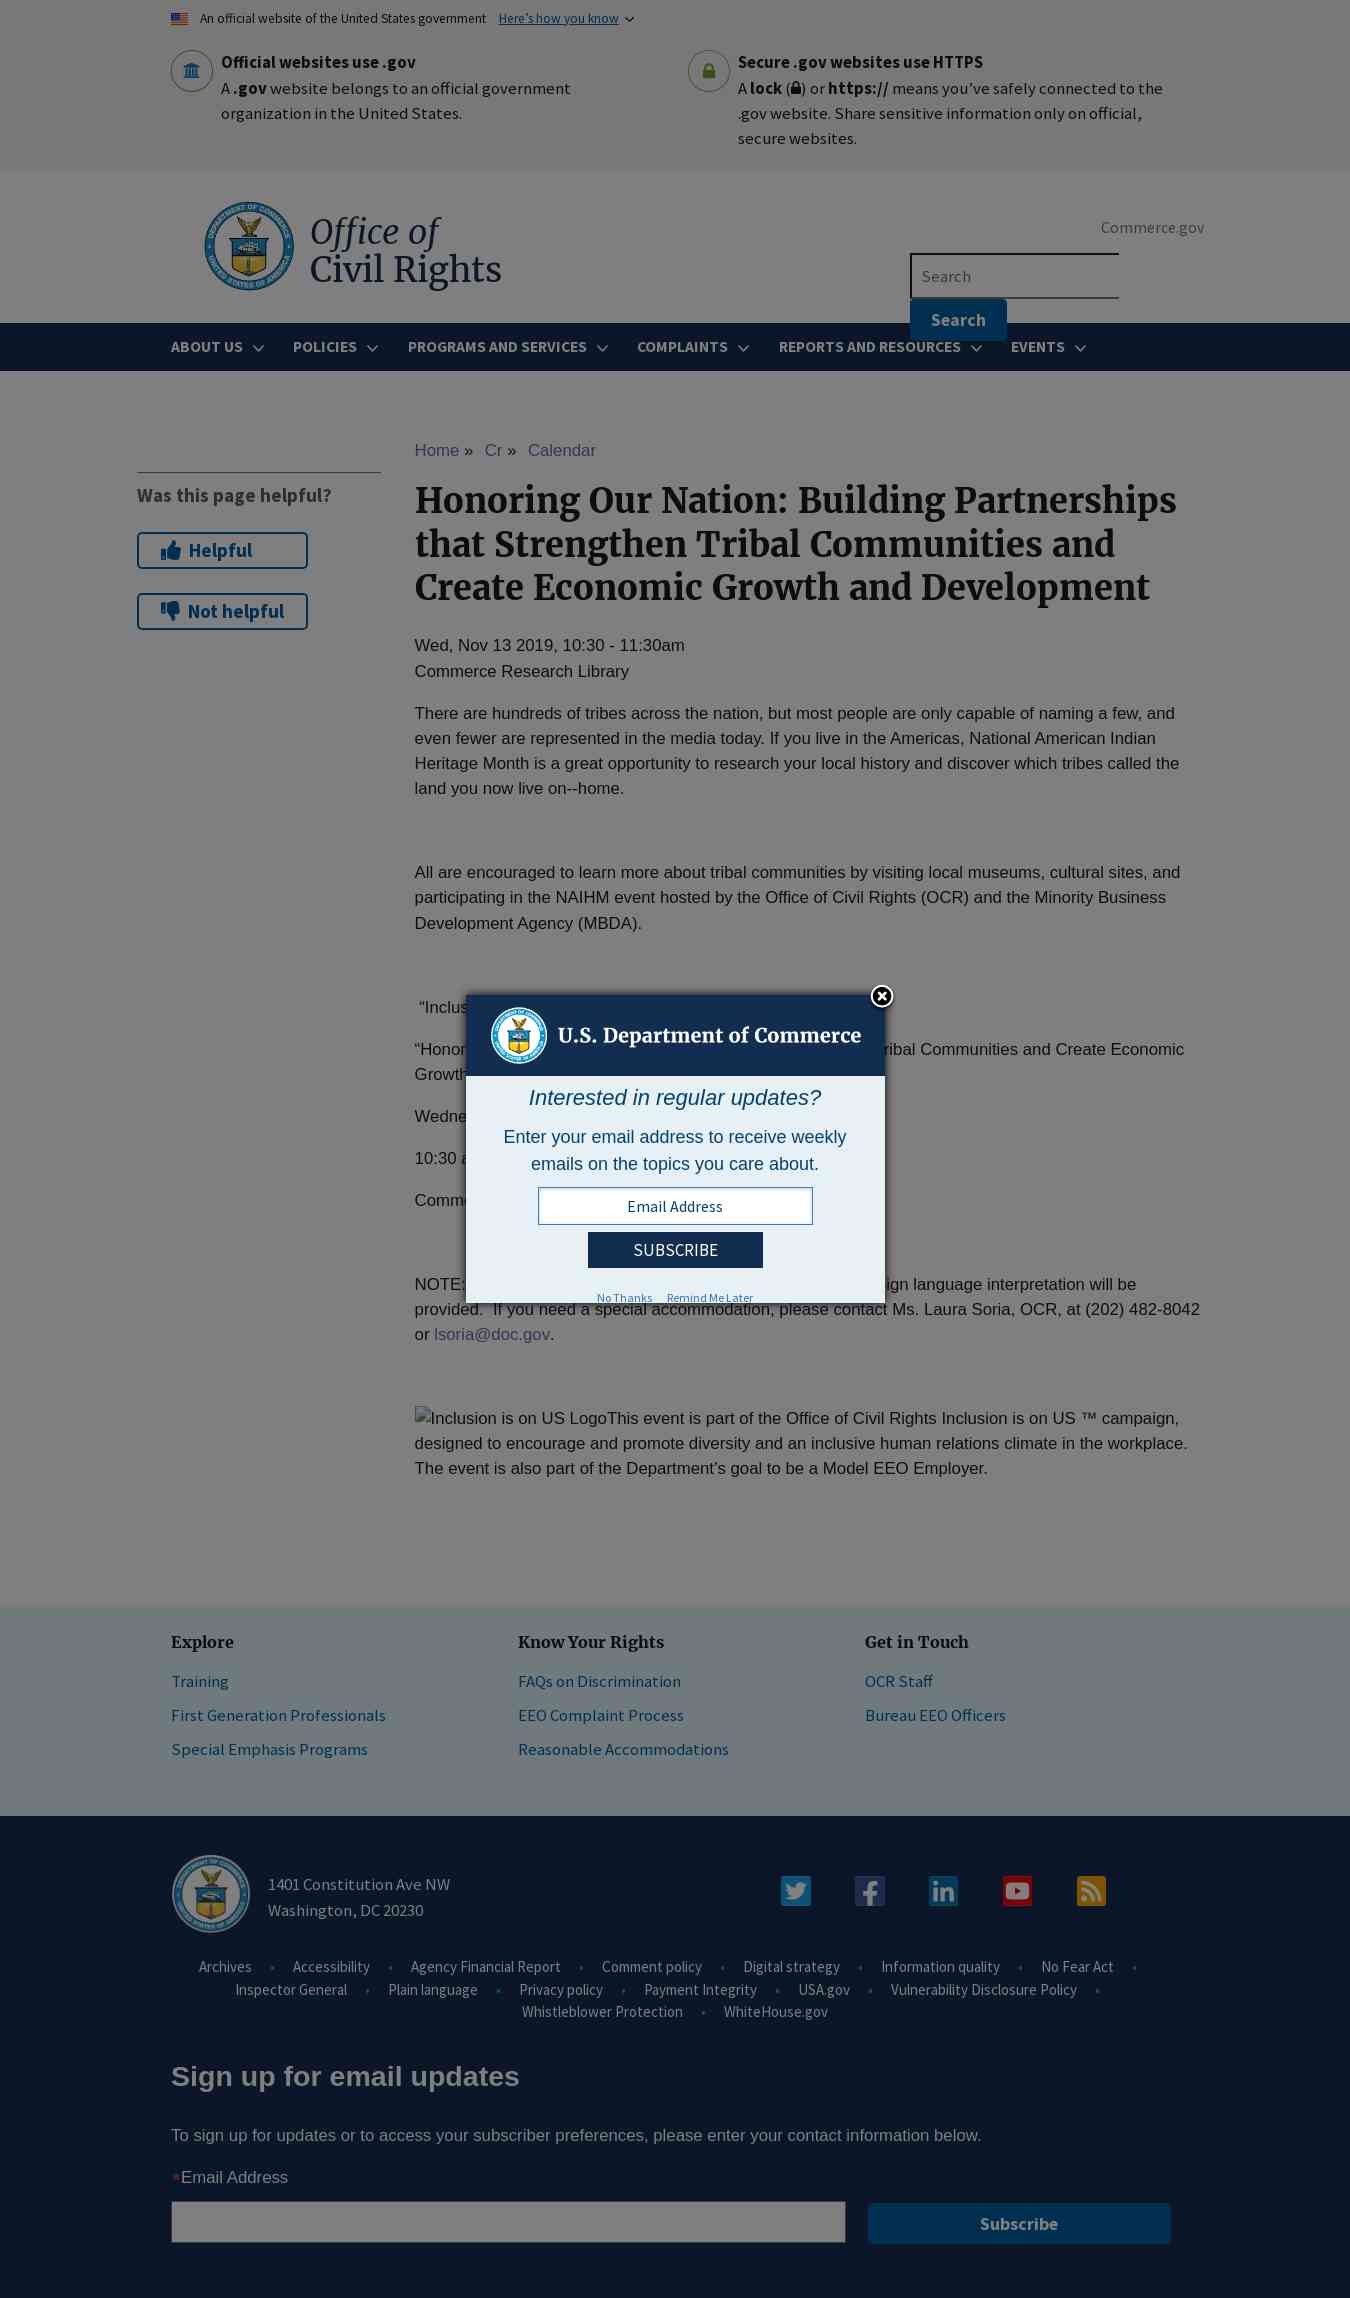 An official website of the United States government Here's how you know
Official websites use .gov
A .gov website belongs to an official government
organization in the United States.
Secure .gov websites use HTTPS
A lock () or https:// means you've safely connected to the
.gov website. Share sensitive information only on official,
secure websites.
DEPARTMENT OF COMMERCE
UNITED STATES OF AMERICA
Office of
Civil Rights
Commerce.gov
Search
Search
ABOUT US POLICIES PROGRAMS AND SERVICES COMPLAINTS REPORTS AND RESOURCES EVENTS
Home » Cr » Calendar
Was this page helpful?
Helpful
Not helpful
Honoring Our Nation: Building Partnerships
that Strengthen Tribal Communities and
Create Economic Growth and Development
Wed, Nov 13 2019, 10:30 - 11:30am
Commerce Research Library
There are hundreds of tribes across the nation, but most people are only capable of naming a few, and
even fewer are represented in the media today. If you live in the Americas, National American Indian
Heritage Month is a great opportunity to research your local history and discover which tribes called the
land you now live on--home.
All are encouraged to learn more about tribal communities by visiting local museums, cultural sites, and
participating in the NAIHM event hosted by the Office of Civil Rights (OCR) and the Minority Business
Development Agency (MBDA).
"Inclus
"Honor ribal Communities and Create Economic
Growth
Wedne
10:30 a
Comme
NOTE: ign language interpretation will be
provided. If you need a special accommodation, please contact Ms. Laura Soria, OCR, at (202) 482-8042
or lsoria@doc.gov.
U.S. Department of Commerce
Interested in regular updates?
Enter your email address to receive weekly
emails on the topics you care about.
Email Address
SUBSCRIBE
No Thanks Remind Me Later
Inclusion is on US LogoThis event is part of the Office of Civil Rights Inclusion is on US ™ campaign,
designed to encourage and promote diversity and an inclusive human relations climate in the workplace.
The event is also part of the Department's goal to be a Model EEO Employer.
Explore
Training
First Generation Professionals
Special Emphasis Programs
Know Your Rights
FAQs on Discrimination
EEO Complaint Process
Reasonable Accommodations
Get in Touch
OCR Staff
Bureau EEO Officers
1401 Constitution Ave NW
Washington, DC 20230
Archives • Accessibility • Agency Financial Report • Comment policy • Digital strategy • Information quality • No Fear Act •
Inspector General • Plain language • Privacy policy • Payment Integrity • USA.gov • Vulnerability Disclosure Policy •
Whistleblower Protection • WhiteHouse.gov
Sign up for email updates
To sign up for updates or to access your subscriber preferences, please enter your contact information below.
*Email Address
Subscribe